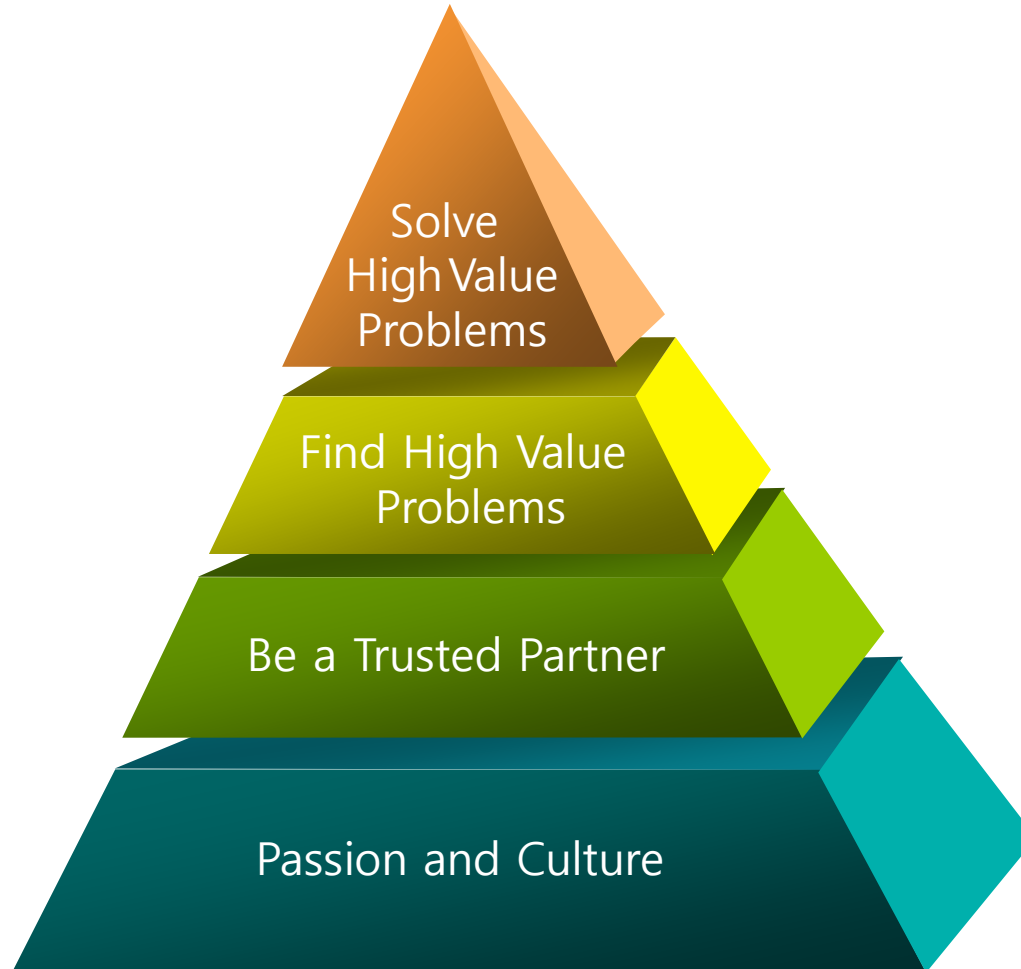 Solve
High Value
Problems
Find High Value
Problems
Be a Trusted Partner
Passion and Culture